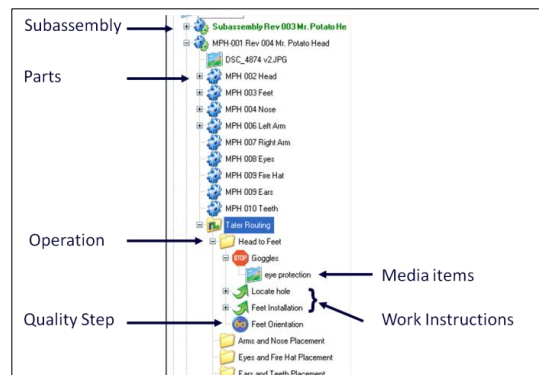 Subassembly
Subassembly Rev 003 Mr. Potato He
MPH-001 Rev 004 Mr. Potato Head
DSC_4874 v2.JPG
Parts
MPH 002 Head
MPH 003 Feet
MPH 004 Nose
MPH 006 Left Arm
MPH 007 Right Arm
MPH 008 Eyes
MPH 009 Fire Hat
MPH 009 Ears
MPH 010 Teeth
Tater Routing
Operation
Head to Feet
STOP Goggles
eye protection
Media items
Locate hole
Feet Installation
Work Instructions
Quality Step
Feet Orientation
Arms and Nose Placement
Eyes and Fire Hat Placement
Ears and Teeth Placement